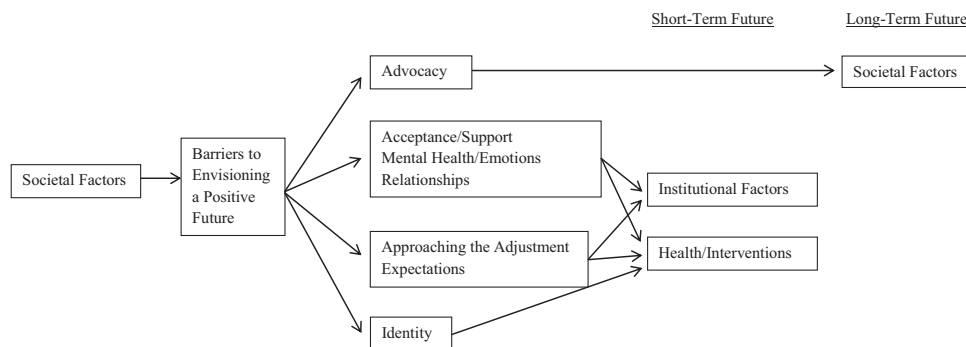 Short-Term Future
Long-Term Future
Advocacy
Societal Factors
Acceptance/Support
Mental Health/Emotions
Relationships
Barriers to
Envisioning
a Positive
Future
Societal Factors
Institutional Factors
Approaching the Adjustment
Expectations
Health/Interventions
Identity